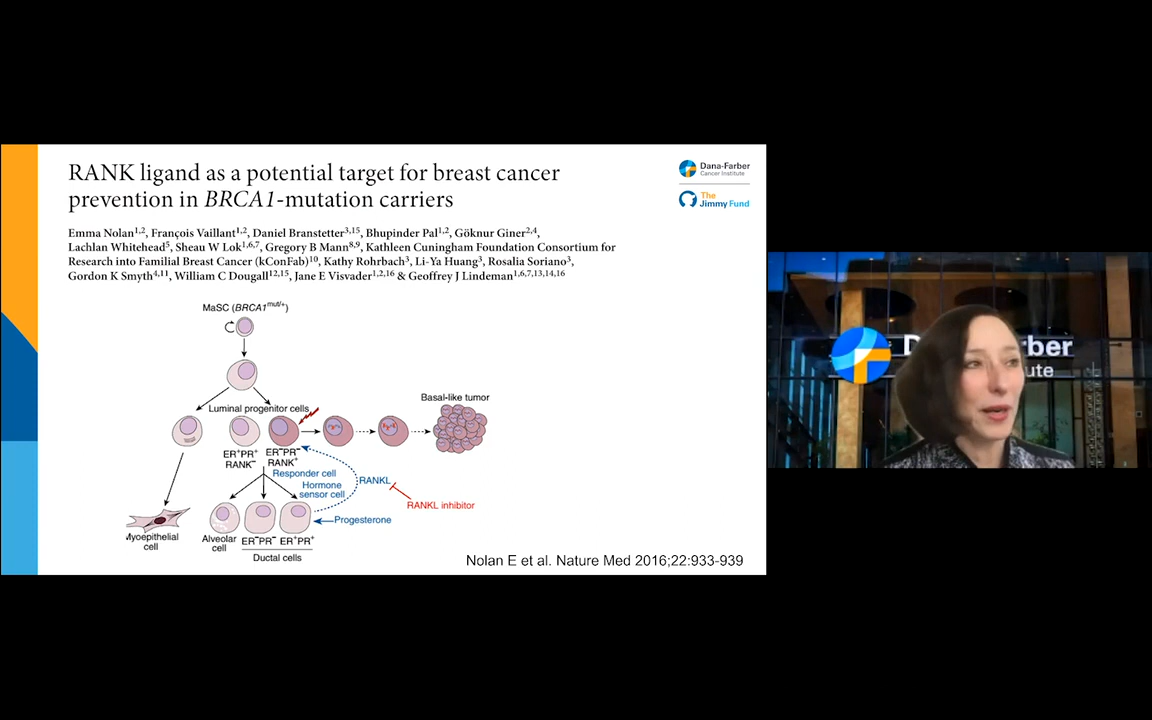 RANK ligand as a potential target for breast cancer
prevention in BRCA1-mutation carriers
Dana-Farber
Cancer Institute
The
Jimmy Fund
Emma Nolan1,2, François Vaillant1,2, Daniel Branstetter3,15, Bhupinder Pal1,2, Göknur Giner2,4,
Lachlan Whitehead5, Sheau W Lok1,6,7, Gregory B Mann8,9, Kathleen Cuningham Foundation Consortium for
Research into Familial Breast Cancer (kConFab)10, Kathy Rohrbach3, Li-Ya Huang3, Rosalia Soriano3,
Gordon K Smyth4,11, William C Dougall12,15, Jane E Visvader1,2,16 & Geoffrey J Lindeman1,6,7,13,14,16
MaSC (BRCA1mut/+)
Luminal progenitor cells
Basal-like tumor
ER+PR+
RANK−
ER−PR−
RANK+
Responder cell
Hormone
sensor cell
RANKL
RANKL inhibitor
Progesterone
Myoepithelial
cell
Alveolar
cell
ER−PR− ER+PR+
Ductal cells
Nolan E et al. Nature Med 2016;22:933-939